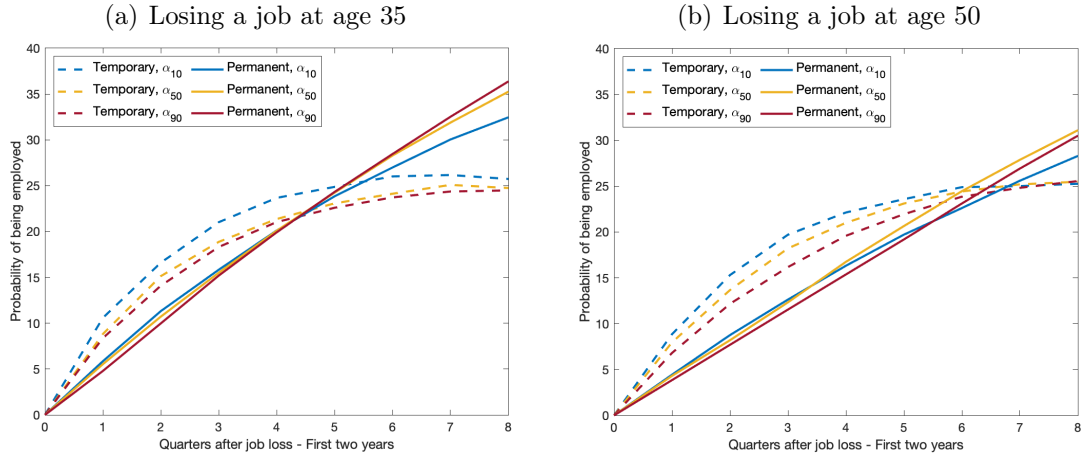 (a) Losing a job at age 35
40
35
30
25
20
15
10
5
0
Probability of being employed
Temporary, α10 Permanent, α10
Temporary, α50 Permanent, α50
Temporary, α90 Permanent, α90
0 1 2 3 4 5 6 7 8
Quarters after job loss - First two years
(b) Losing a job at age 50
40
35
30
25
20
15
10
5
0
Probability of being employed
Temporary, α10 Permanent, α10
Temporary, α50 Permanent, α50
Temporary, α90 Permanent, α90
0 1 2 3 4 5 6 7 8
Quarters after job loss - First two years